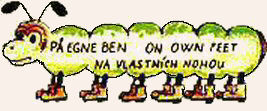 PÅ EGNE BEN ON OWN FEET
NA VLASTNÍCH NOHOU